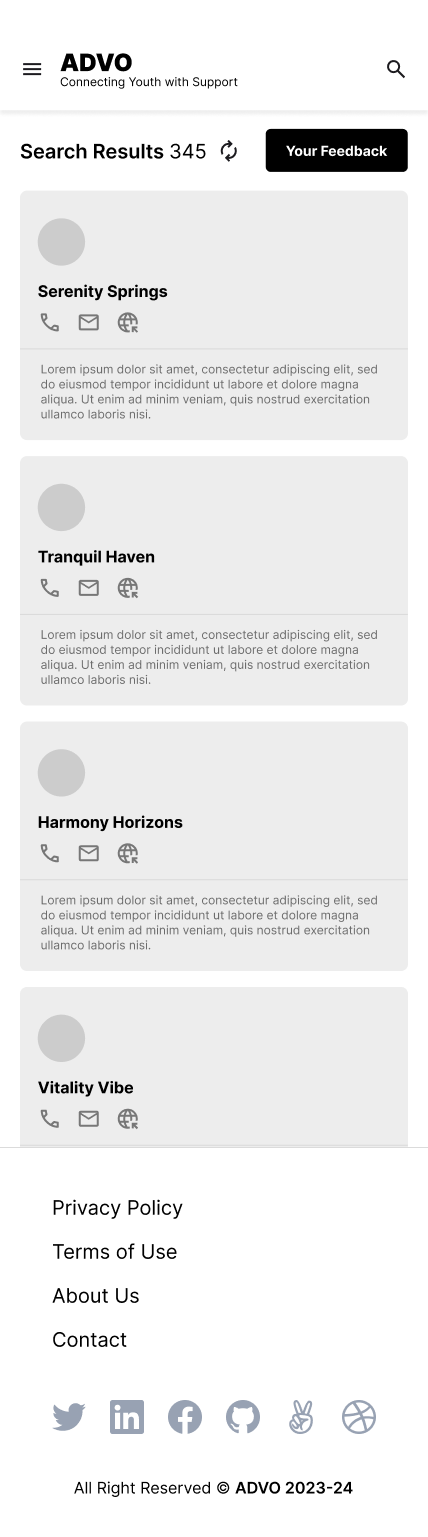 ADVO
Connecting Youth with Support
Search Results 345
Your Feedback
Serenity Springs
Lorem ipsum dolor sit amet, consectetur adipiscing elit, sed
do eiusmod tempor incididunt ut labore et dolore magna
aliqua. Ut enim ad minim veniam, quis nostrud exercitation
ullamco laboris nisi.
Tranquil Haven
Lorem ipsum dolor sit amet, consectetur adipiscing elit, sed
do eiusmod tempor incididunt ut labore et dolore magna
aliqua. Ut enim ad minim veniam, quis nostrud exercitation
ullamco laboris nisi.
Harmony Horizons
Lorem ipsum dolor sit amet, consectetur adipiscing elit, sed
do eiusmod tempor incididunt ut labore et dolore magna
aliqua. Ut enim ad minim veniam, quis nostrud exercitation
ullamco laboris nisi.
Vitality Vibe
Privacy Policy
Terms of Use
About Us
Contact
All Right Reserved © ADVO 2023-24